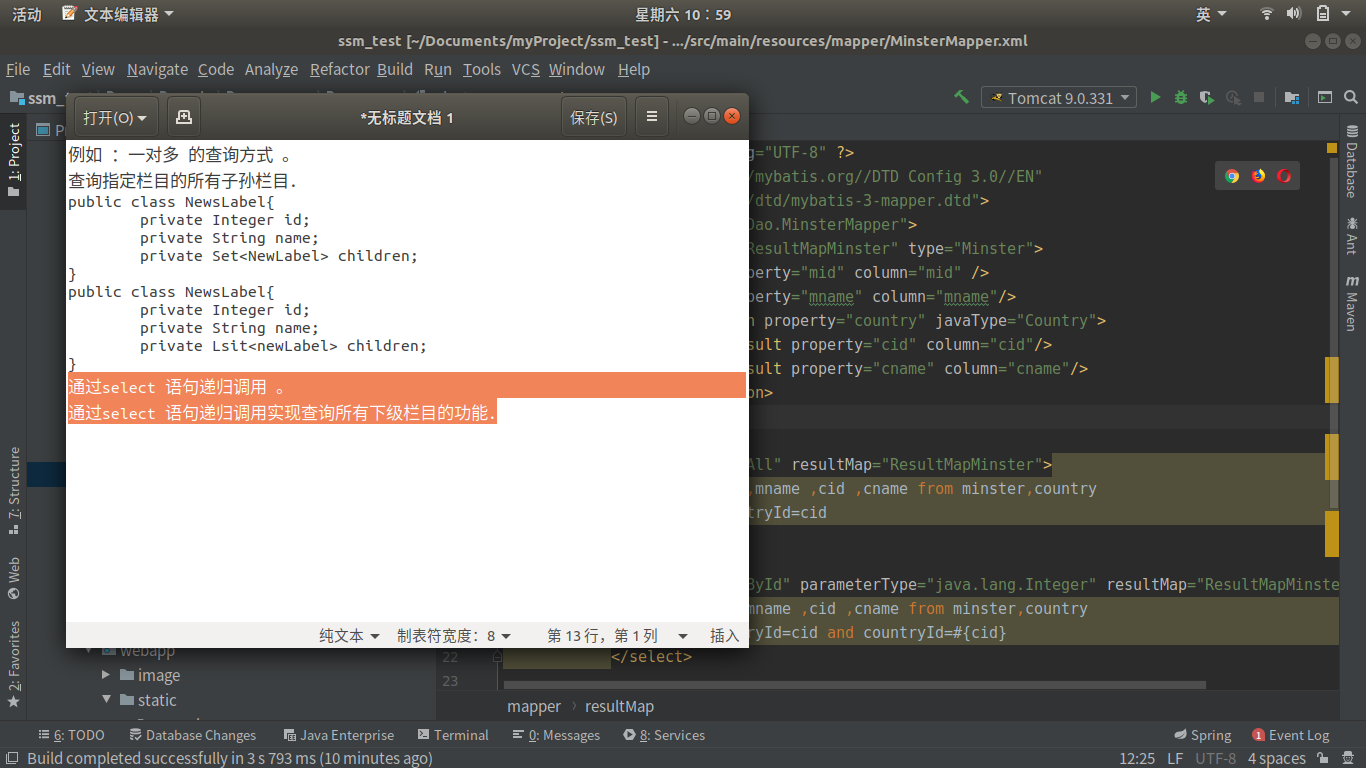 活动 文本编辑器 星期六 10：59 英
ssm_test [~/Documents/myProject/ssm_test] - .../src/main/resources/mapper/MinsterMapper.xml
File Edit View Navigate Code Analyze Refactor Build Run Tools VCS Window Help
ssm_ Tomcat 9.0.331
打开(O) *无标题文档 1 保存(S)
例如 ： 一对多 的查询方式 。
查询指定栏目的所有子孙栏目.
public class NewsLabel{
private Integer id;
private String name;
private Set<NewLabel> children;
}
public class NewsLabel{
private Integer id;
private String name;
private Lsit<newLabel> children;
}
通过select 语句递归调用 。
通过select 语句递归调用实现查询所有下级栏目的功能.
纯文本 制表符宽度：8 第 13 行，第 1 列 插入
g="UTF-8" ?>
/mybatis.org//DTD Config 3.0//EN"
/dtd/mybatis-3-mapper.dtd">
Dao.MinsterMapper">
ResultMapMinster" type="Minster">
perty="mid" column="mid" />
perty="mname" column="mname"/>
n property="country" javaType="Country">
sult property="cid" column="cid"/>
sult property="cname" column="cname"/>
on>
All" resultMap="ResultMapMinster">
,mname ,cid ,cname from minster,country
tryId=cid
ById" parameterType="java.lang.Integer" resultMap="ResultMapMinste
mname ,cid ,cname from minster,country
ryId=cid and countryId=#{cid}
22 </select>
23
mapper › resultMap
1: Project
7: Structure
Web
2: Favorites
webapp
image
static
Database
Ant
Maven
6: TODO Database Changes Java Enterprise Terminal 0: Messages 8: Services Spring 1 Event Log
Build completed successfully in 3 s 793 ms (10 minutes ago) 12:25 LF UTF-8 4 spaces